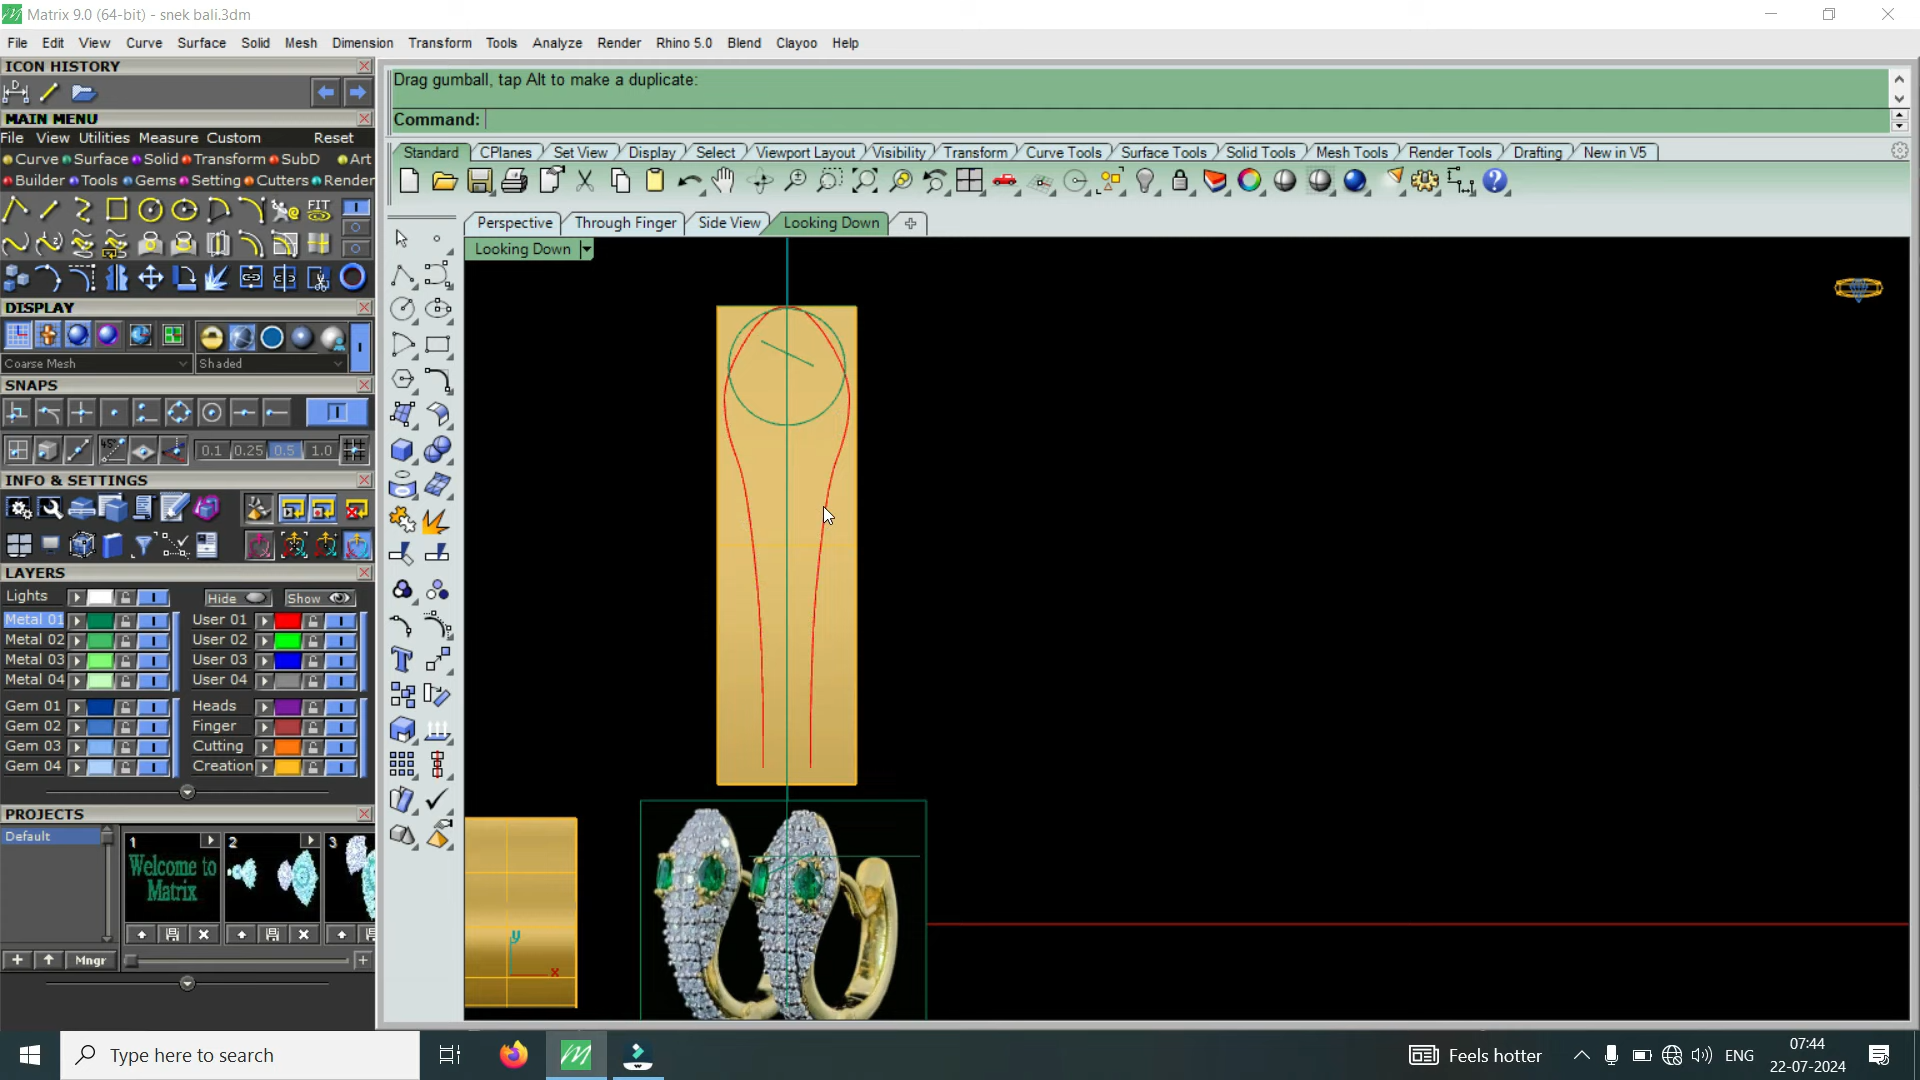 Matrix 9.0 (64-bit) - snek bali.3dm
File Edit View Curve Surface Solid Mesh Dimension Transform Tools Analyze Render Rhino 5.0 Blend Clayoo Help
ICON HISTORY
MAIN MENU
File View Utilities Measure Custom Reset
Curve Surface Solid Transform SubD Art
Builder Tools Gems Setting Cutters Render
FIT
DISPLAY
Coarse Mesh Shaded
SNAPS
0.1 0.25 0.5 1.0
INFO & SETTINGS
LAYERS
Lights Hide Show
Metal 01 User 01
Metal 02 User 02
Metal 03 User 03
Metal 04 User 04
Gem 01 Heads
Gem 02 Finger
Gem 03 Cutting
Gem 04 Creation
PROJECTS
Default
1 2 3
Welcome to
Matrix
Mngr
Drag gumball, tap Alt to make a duplicate:
Command:
Standard CPlanes Set View Display Select Viewport Layout Visibility Transform Curve Tools Surface Tools Solid Tools Mesh Tools Render Tools Drafting New in V5
Perspective Through Finger Side View Looking Down
Looking Down
y
x
Type here to search
Feels hotter
ENG
07:44
22-07-2024